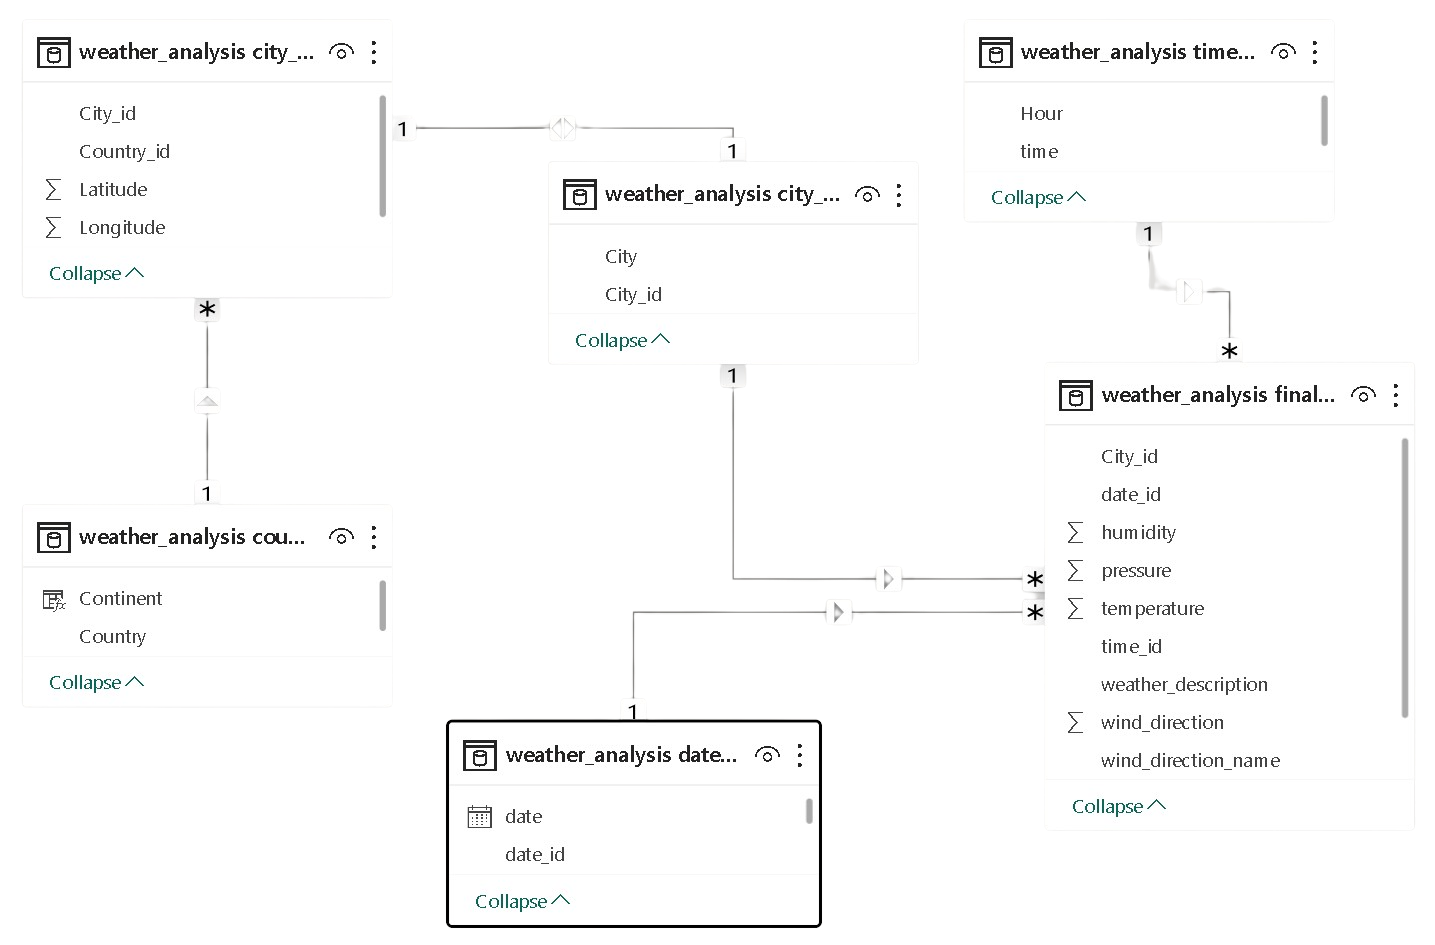 weather_analysis city_...
City_id
Country_id
Latitude
Longitude
Collapse
1
1
weather_analysis city_...
City
City_id
Collapse
1
weather_analysis time...
Hour
time
Collapse
1
*
*
1
weather_analysis cou...
Continent
Country
Collapse
weather_analysis final...
City_id
date_id
humidity
pressure
temperature
time_id
weather_description
wind_direction
wind_direction_name
Collapse
*
*
1
weather_analysis date...
date
date_id
Collapse